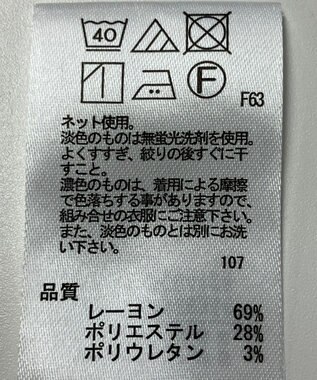 40
F
F63
ネット使用。
淡色のものは無蛍光洗剤を使用。
よくすすぎ、絞りの後すぐに干
すこと。
濃色のものは、着用による摩擦
で色落ちする事がありますので、
組み合せの衣服にご注意下さい。
また、淡色のものとは別にお洗
い下さい。
107
品質
レーヨン 69%
ポリエステル 28%
ポリウレタン 3%